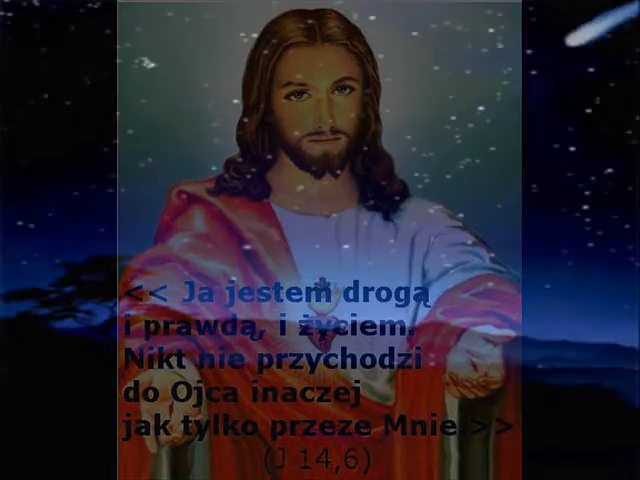 << Ja jestem drogą
i prawdą, i życiem.
Nikt nie przychodzi
do Ojca inaczej
jak tylko przeze Mnie.>>
(J 14,6)